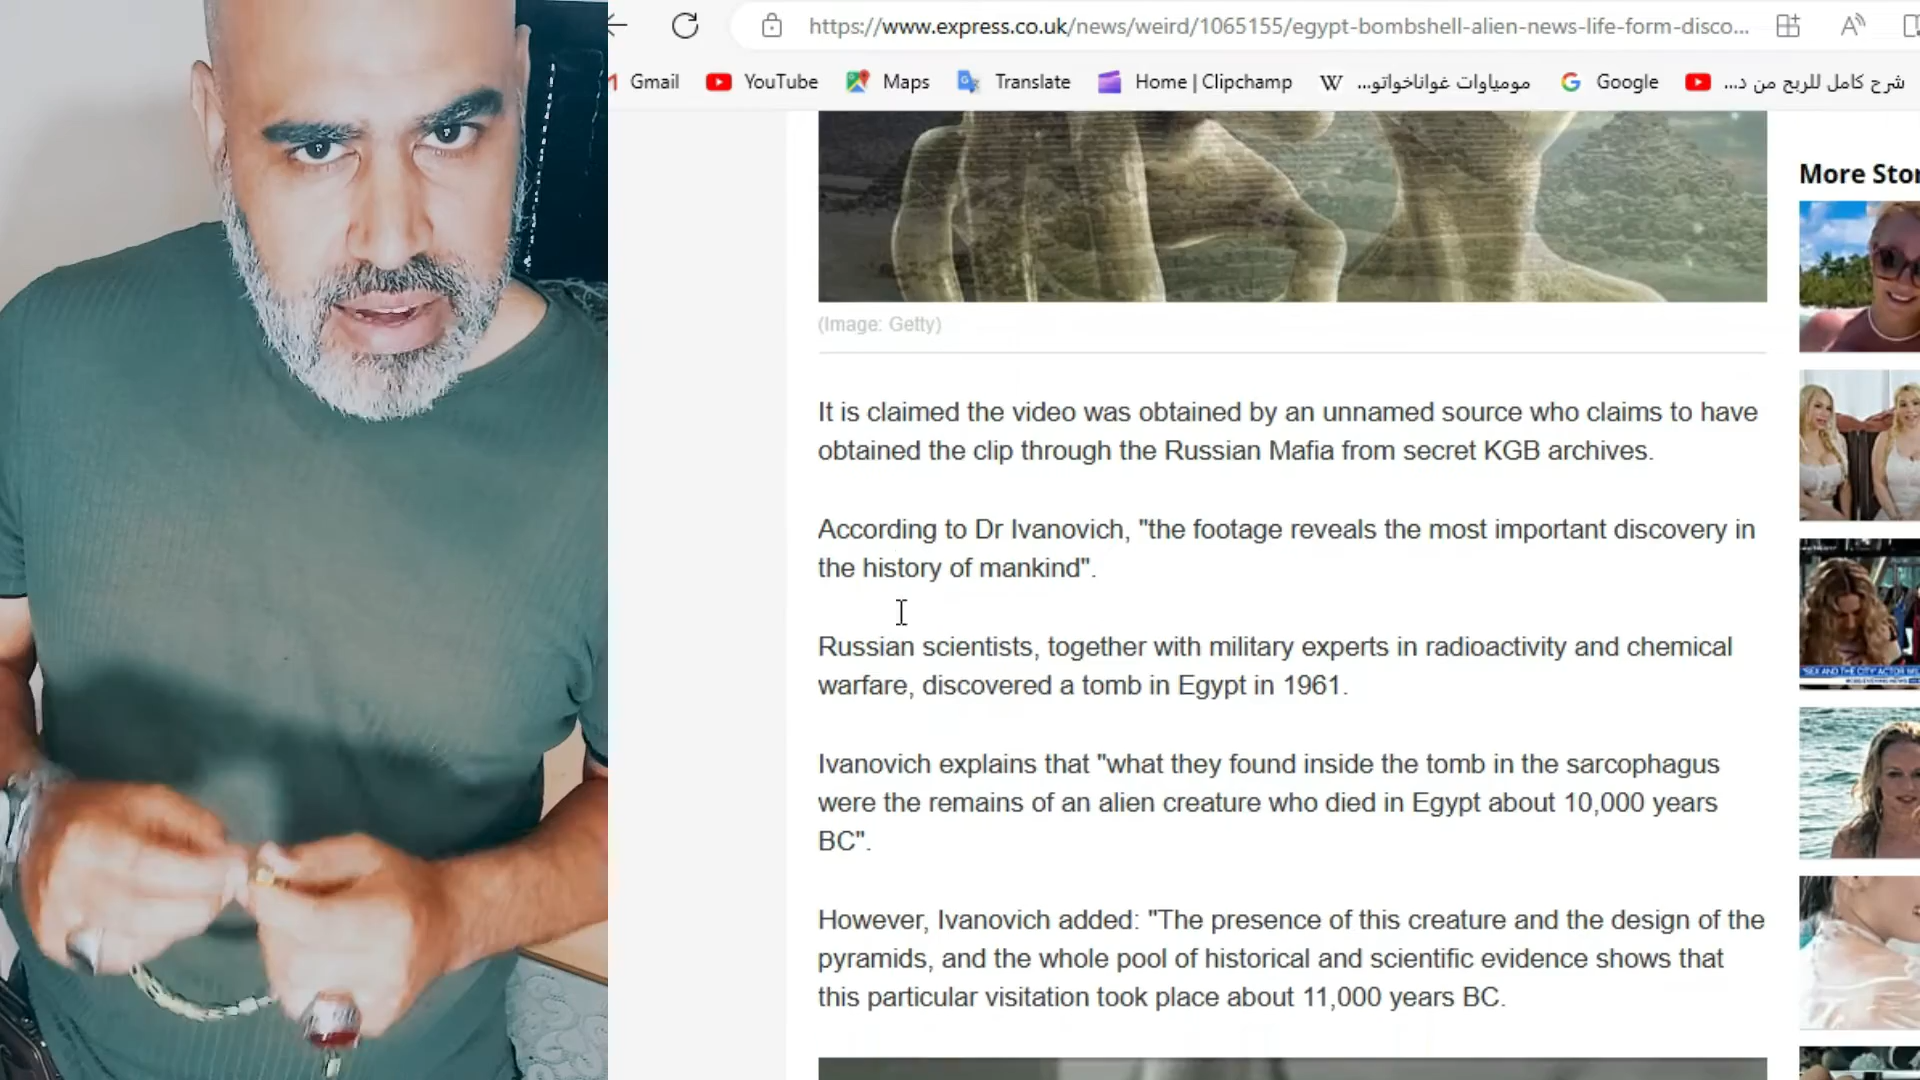 https://www.express.co.uk/news/weird/1065155/egypt-bombshell-alien-news-life-form-disco...
Gmail YouTube Maps Translate Home | Clipchamp مومياوات غواناخواتو... Google شرح كامل للربح من د...
(Image: Getty)
It is claimed the video was obtained by an unnamed source who claims to have
obtained the clip through the Russian Mafia from secret KGB archives.
According to Dr Ivanovich, "the footage reveals the most important discovery in
the history of mankind".
Russian scientists, together with military experts in radioactivity and chemical
warfare, discovered a tomb in Egypt in 1961.
Ivanovich explains that "what they found inside the tomb in the sarcophagus
were the remains of an alien creature who died in Egypt about 10,000 years
BC".
However, Ivanovich added: "The presence of this creature and the design of the
pyramids, and the whole pool of historical and scientific evidence shows that
this particular visitation took place about 11,000 years BC.
More Stor
"SEX AND THE CITY" ACTOR